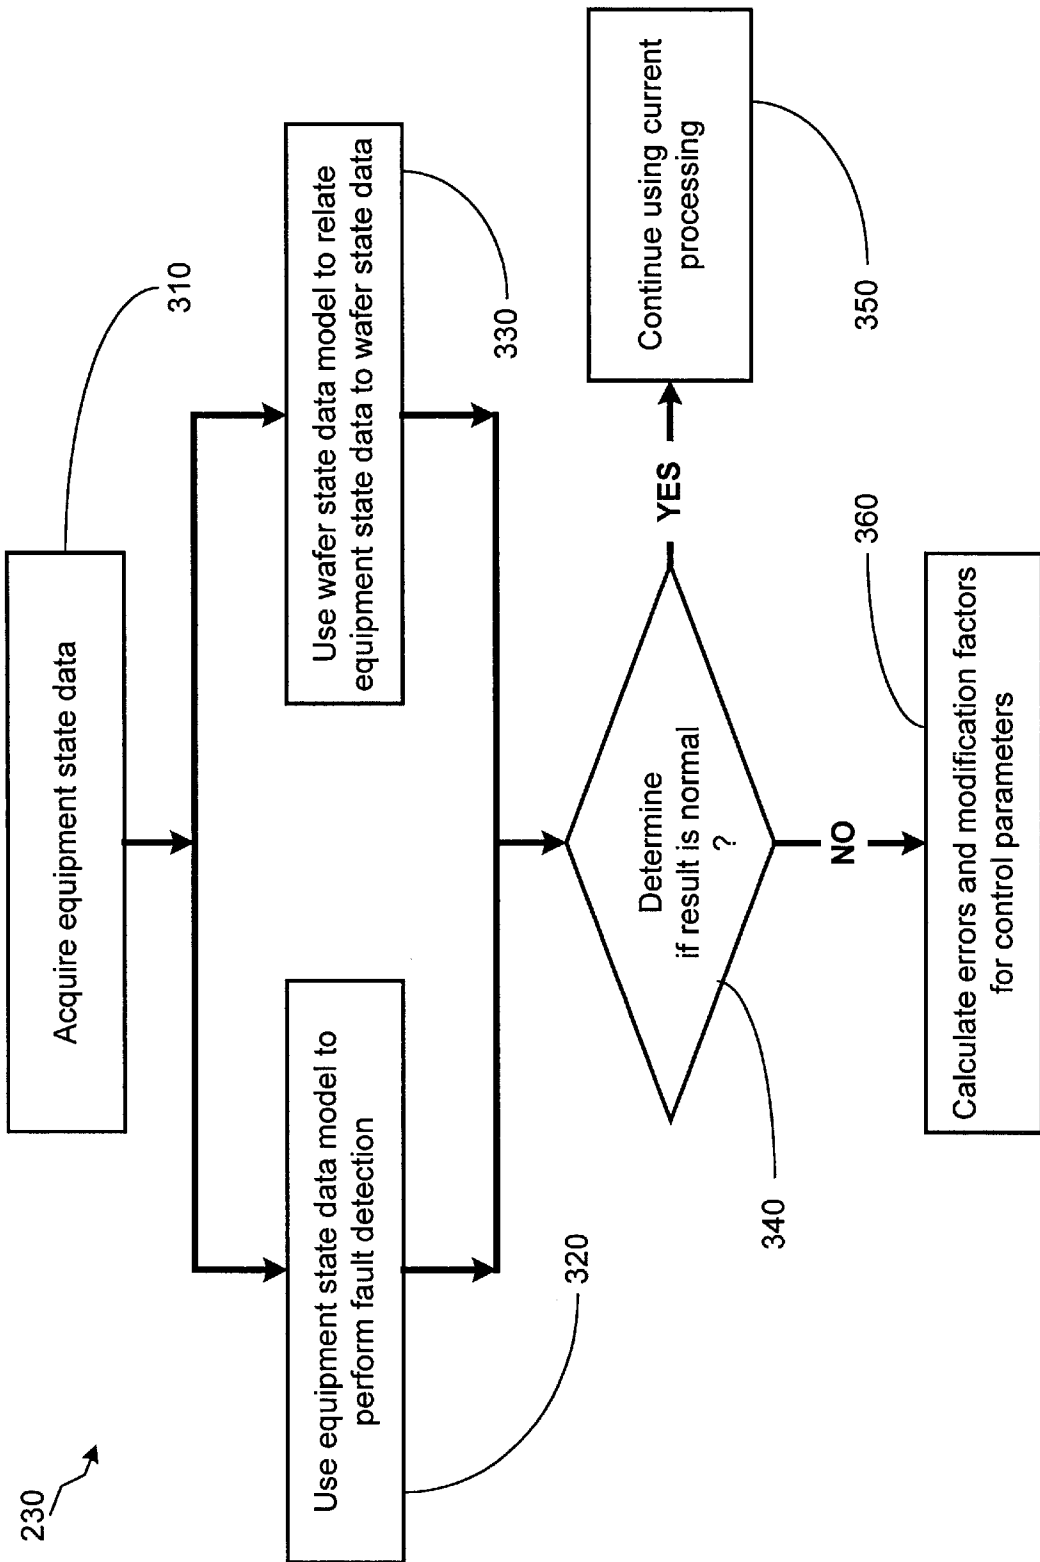 230
Acquire equipment state data
310
Use equipment state data model to
perform fault detection
320
Use wafer state data model to relate
equipment state data to wafer state data
330
Determine
if result is normal
?
340
YES
Continue using current
processing
350
NO
Calculate errors and modification factors
for control parameters
360